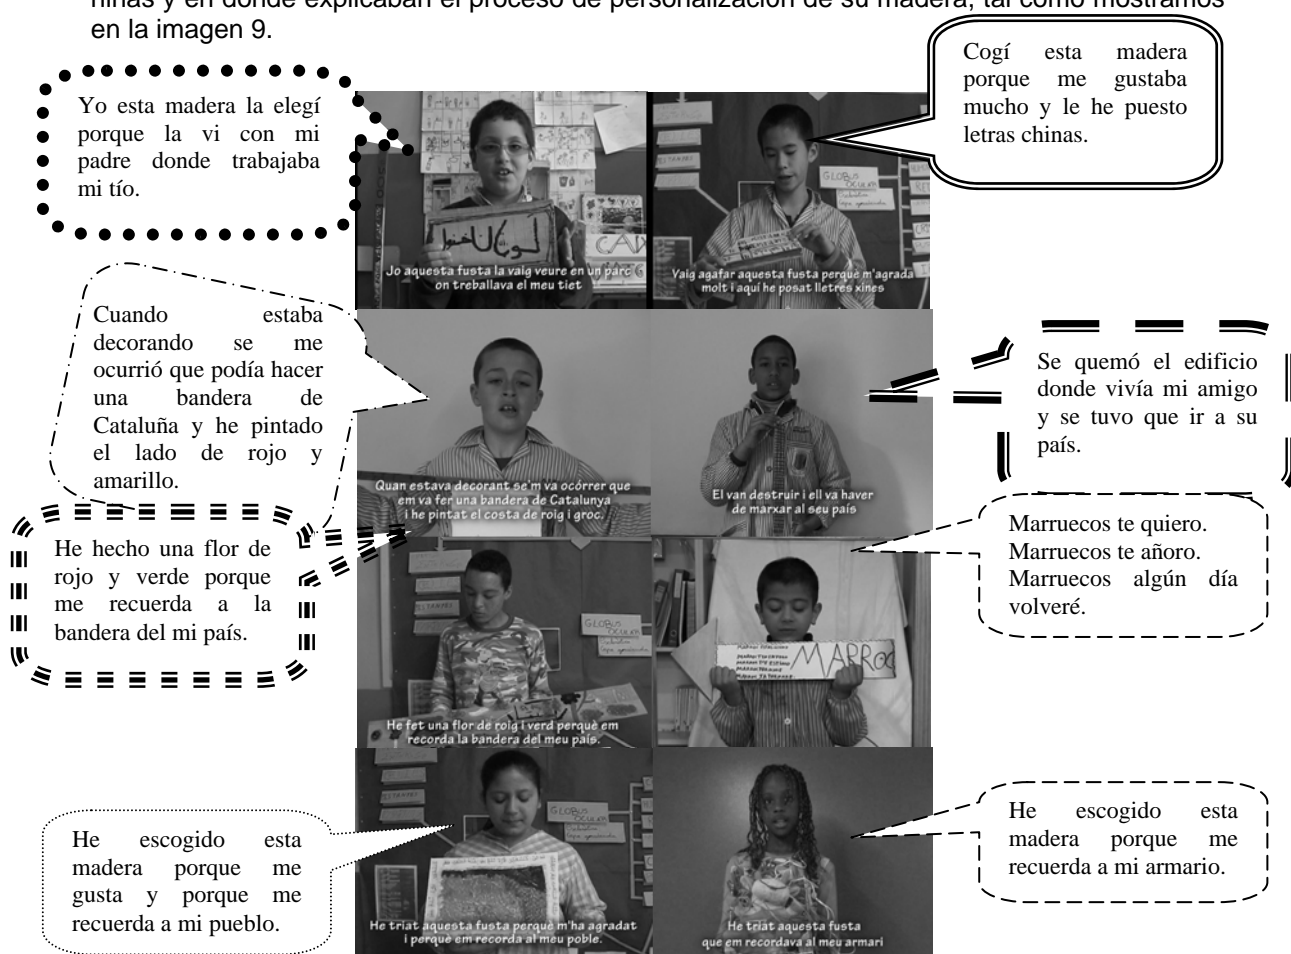 niñas y en donde explicaban el proceso de personalización de su madera, tal como mostramos
en la imagen 9.
Yo esta madera la elegí
porque la vi con mi
padre donde trabajaba
mi tío.
Cogí esta madera
porque me gustaba
mucho y le he puesto
letras chinas.
GLOBUS
OCULAR
Jo aquesta fusta la vaig veure en un parc
on treballava el meu tiet
Vaig agafar aquesta fusta perquè m'agrada
molt i aquí he posat lletres xines
Cuando estaba
decorando se me
ocurrió que podía hacer
una bandera de
Cataluña y he pintado
el lado de rojo y
amarillo.
Se quemó el edificio
donde vivía mi amigo
y se tuvo que ir a su
país.
Quan estava decorant se'm va ocórrer que
em va fer una bandera de Catalunya
i he pintat el costa de roig i groc.
El van destruir i ell va haver
de marxar al seu país
He hecho una flor de
rojo y verde porque
me recuerda a la
bandera del mi país.
Marruecos te quiero.
Marruecos te añoro.
Marruecos algún día
volveré.
GLOBUS
OCULAR
MARROC
He fet una flor de roig i verd perquè em
recorda la bandera del meu país.
He escogido esta
madera porque me
gusta y porque me
recuerda a mi pueblo.
He escogido esta
madera porque me
recuerda a mi armario.
GLOBUS
OCULAR
He triat aquesta fusta perquè m'ha agradat
i perquè em recorda al meu poble.
He triat aquesta fusta
que em recordava al meu armari